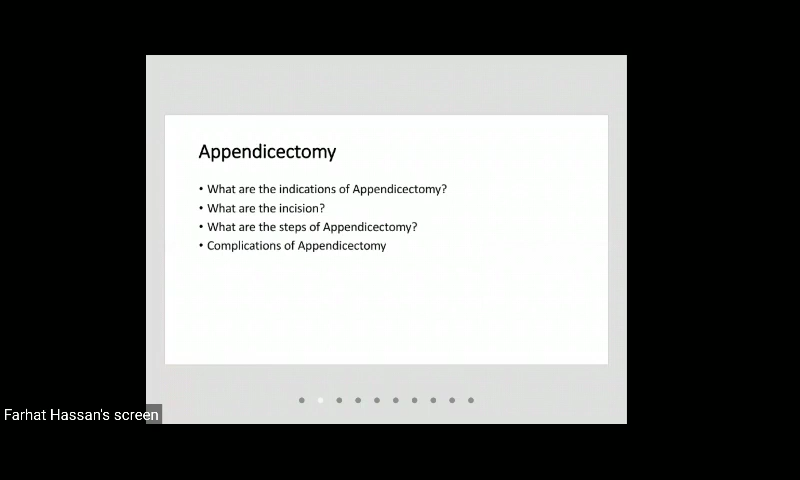 Appendicectomy
• What are the indications of Appendicectomy?
• What are the incision?
• What are the steps of Appendicectomy?
• Complications of Appendicectomy
Farhat Hassan's screen